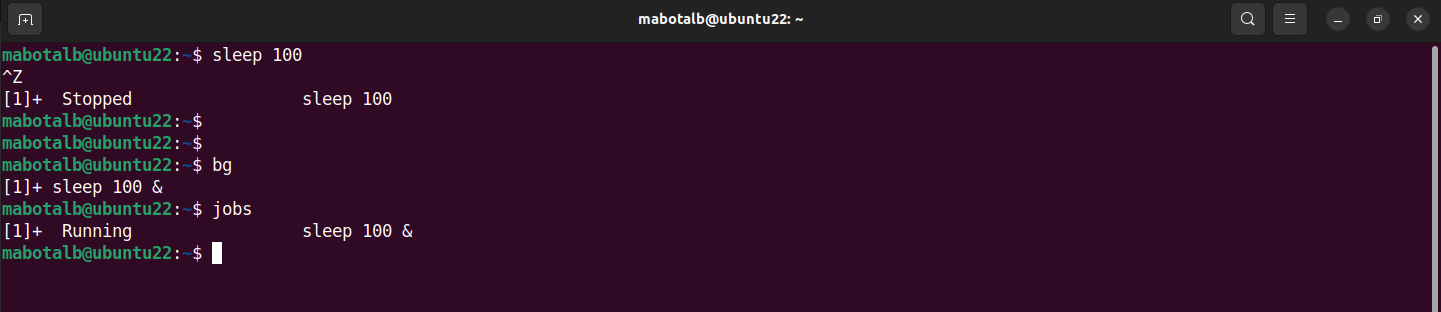 mabotalb@ubuntu22: ~
mabotalb@ubuntu22:~$ sleep 100
^Z
[1]+  Stopped                 sleep 100
mabotalb@ubuntu22:~$
mabotalb@ubuntu22:~$
mabotalb@ubuntu22:~$ bg
[1]+ sleep 100 &
mabotalb@ubuntu22:~$ jobs
[1]+  Running                 sleep 100 &
mabotalb@ubuntu22:~$